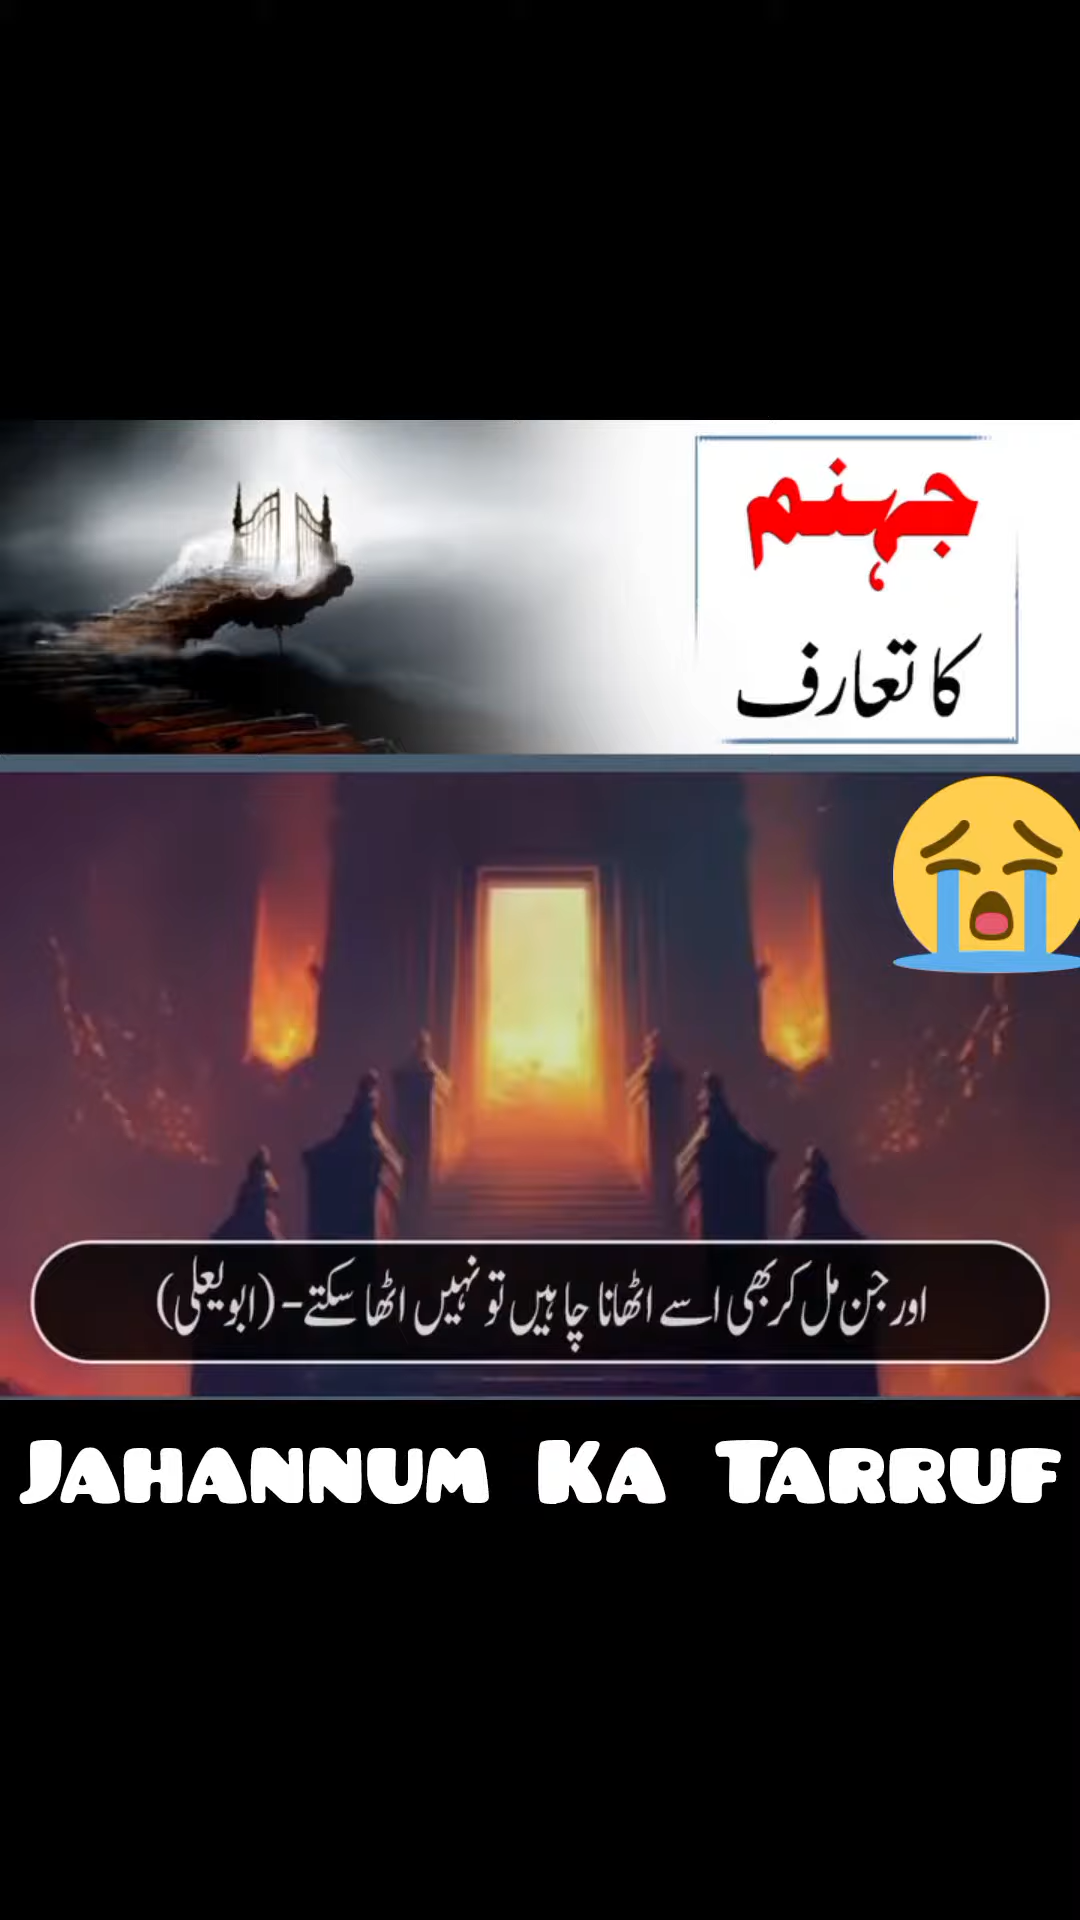 جہنم
کا تعارف
اور جن مل کر بھی اسے اٹھانا چاہیں تو نہیں اٹھا سکتے- (ابو یعلی)
JAHANNUM KA TARRUF